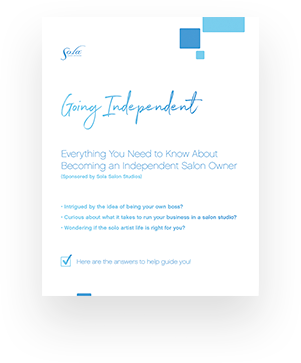 Sola
Going Independent
Everything You Need to Know About
Becoming an Independent Salon Owner
(Sponsored by Sola Salon Studios)
• Intrigued by the idea of being your own boss?
• Curious about what it takes to run your business in a salon studio?
• Wondering if the solo artist life is right for you?
Here are the answers to help guide you!